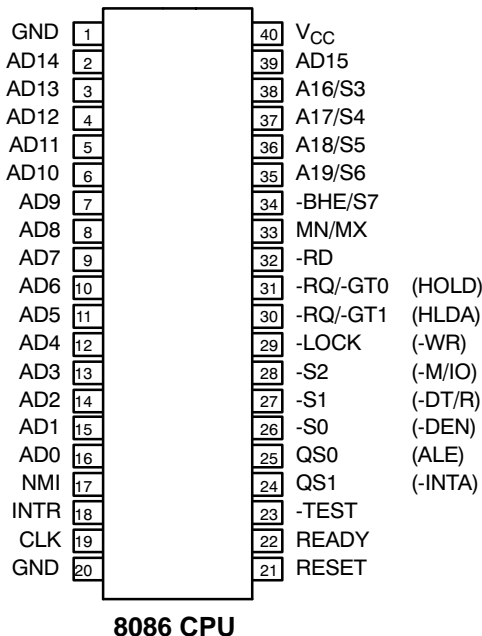 GND 1 40 VCC
AD14 2 39 AD15
AD13 3 38 A16/S3
AD12 4 37 A17/S4
AD11 5 36 A18/S5
AD10 6 35 A19/S6
AD9 7 34 -BHE/S7
AD8 8 33 MN/MX
AD7 9 32 -RD
AD6 10 31 -RQ/-GT0 (HOLD)
AD5 11 30 -RQ/-GT1 (HLDA)
AD4 12 29 -LOCK (-WR)
AD3 13 28 -S2 (-M/IO)
AD2 14 27 -S1 (-DT/R)
AD1 15 26 -S0 (-DEN)
AD0 16 25 QS0 (ALE)
NMI 17 24 QS1 (-INTA)
INTR 18 23 -TEST
CLK 19 22 READY
GND 20 21 RESET
8086 CPU